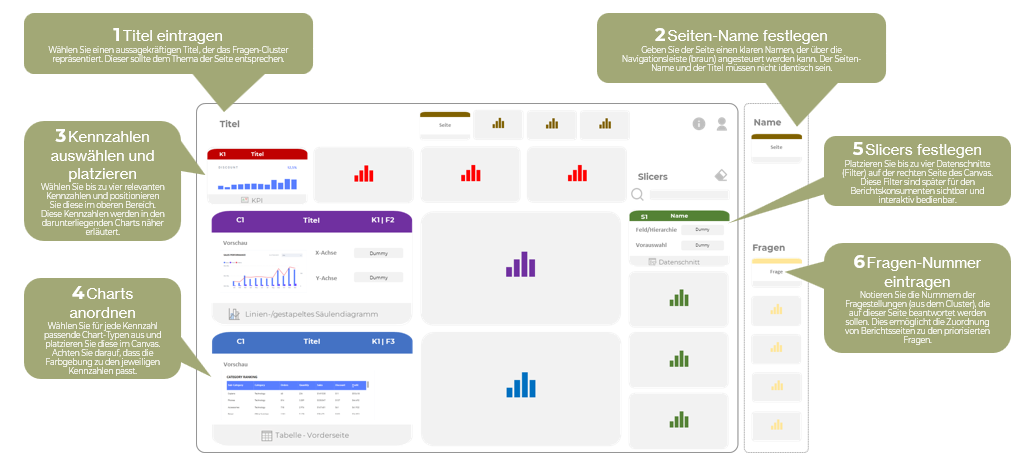 1 Titel eintragen
Wählen Sie einen aussagekräftigen Titel, der das Fragen-Cluster
repräsentiert. Dieser sollte dem Thema der Seite entsprechen.
2 Seiten-Name festlegen
Geben Sie der Seite einen klaren Namen, der über die
Navigationsleiste (braun) angesteuert werden kann. Der Seiten-
Name und der Titel müssen nicht identisch sein.
3 Kennzahlen
auswählen und
platzieren
Wählen Sie bis zu vier relevanten
Kennzahlen und positionieren
Sie diese im oberen Bereich.
Diese Kennzahlen werden in den
darunterliegenden Charts näher
erläutert.
4 Charts
anordnen
Wählen Sie für jede Kennzahl
passende Chart-Typen aus und
platzieren Sie diese im Canvas.
Achten Sie darauf, dass die
Farbgebung zu den jeweiligen
Kennzahlen passt.
Titel
Seite
K1 Titel
KPI
C1 Titel K1 | F2
Vorschau
X-Achse Dummy
Y-Achse Dummy
Linien-/gestapeltes Säulendiagramm
C1 Titel K1 | F3
Vorschau
CATEGORY RANKING
Tabelle - Vorderseite
Slicers
S1 Name
Feld/Hierarchie Dummy
Vorauswahl Dummy
Datenschnitt
Name
Seite
Fragen
Frage
5 Slicers festlegen
Platzieren Sie bis zu vier Datenschnitte
(Filter) auf der rechten Seite des Canvas.
Diese Filter sind später für den
Berichtskonsumenten sichtbar und
interaktiv bedienbar.
6 Fragen-Nummer
eintragen
Notieren Sie die Nummern der
Fragestellungen (aus dem Cluster), die
auf dieser Seite beantwortet werden
sollen. Dies ermöglicht die Zuordnung
von Berichtsseiten zu den priorisierten
Fragen.